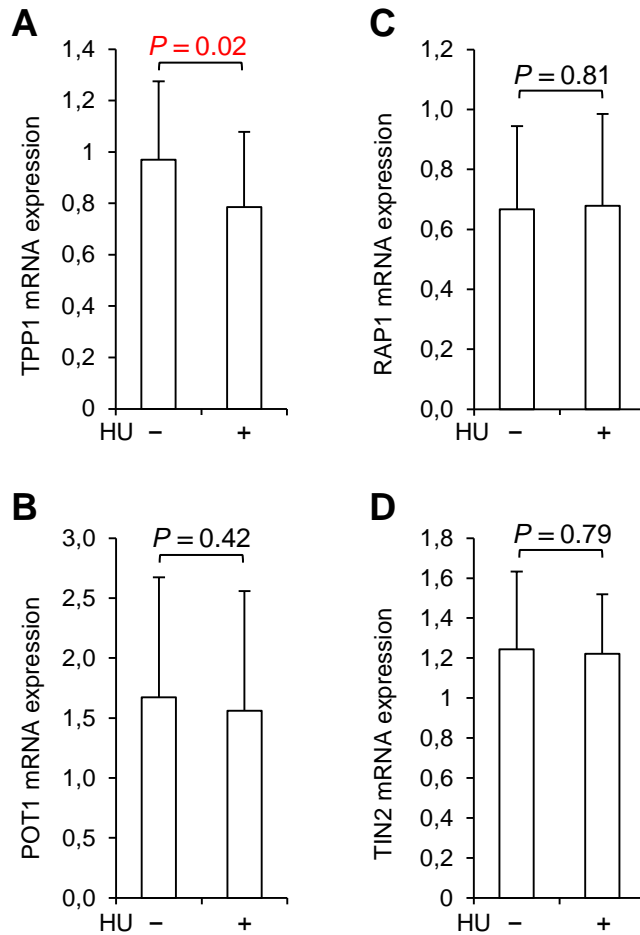 A
P = 0.02
TPP1 mRNA expression
1,4
1,2
1
0,8
0,6
0,4
0,2
0
HU − +
C
P = 0.81
RAP1 mRNA expression
1,2
1,0
0,8
0,6
0,4
0,2
0,0
HU − +
B
P = 0.42
POT1 mRNA expression
3,0
2,5
2,0
1,5
1,0
0,5
0,0
HU − +
D
P = 0.79
TIN2 mRNA expression
1,8
1,6
1,4
1,2
1
0,8
0,6
0,4
0,2
0
HU − +